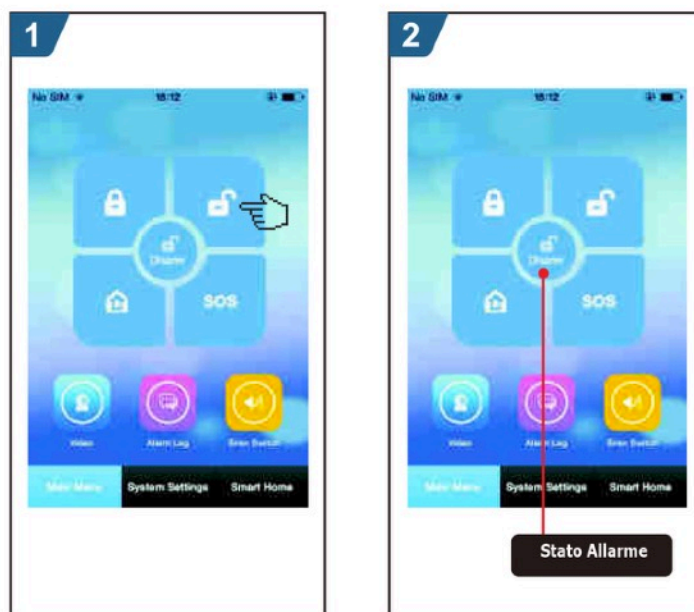 1
No SIM 18:12
SOS
Disarm
Video Alarm Log Siren Switch
Main Menu System Settings Smart Home
2
No SIM 18:12
SOS
Disarm
Video Alarm Log Siren Switch
Main Menu System Settings Smart Home
Stato Allarme